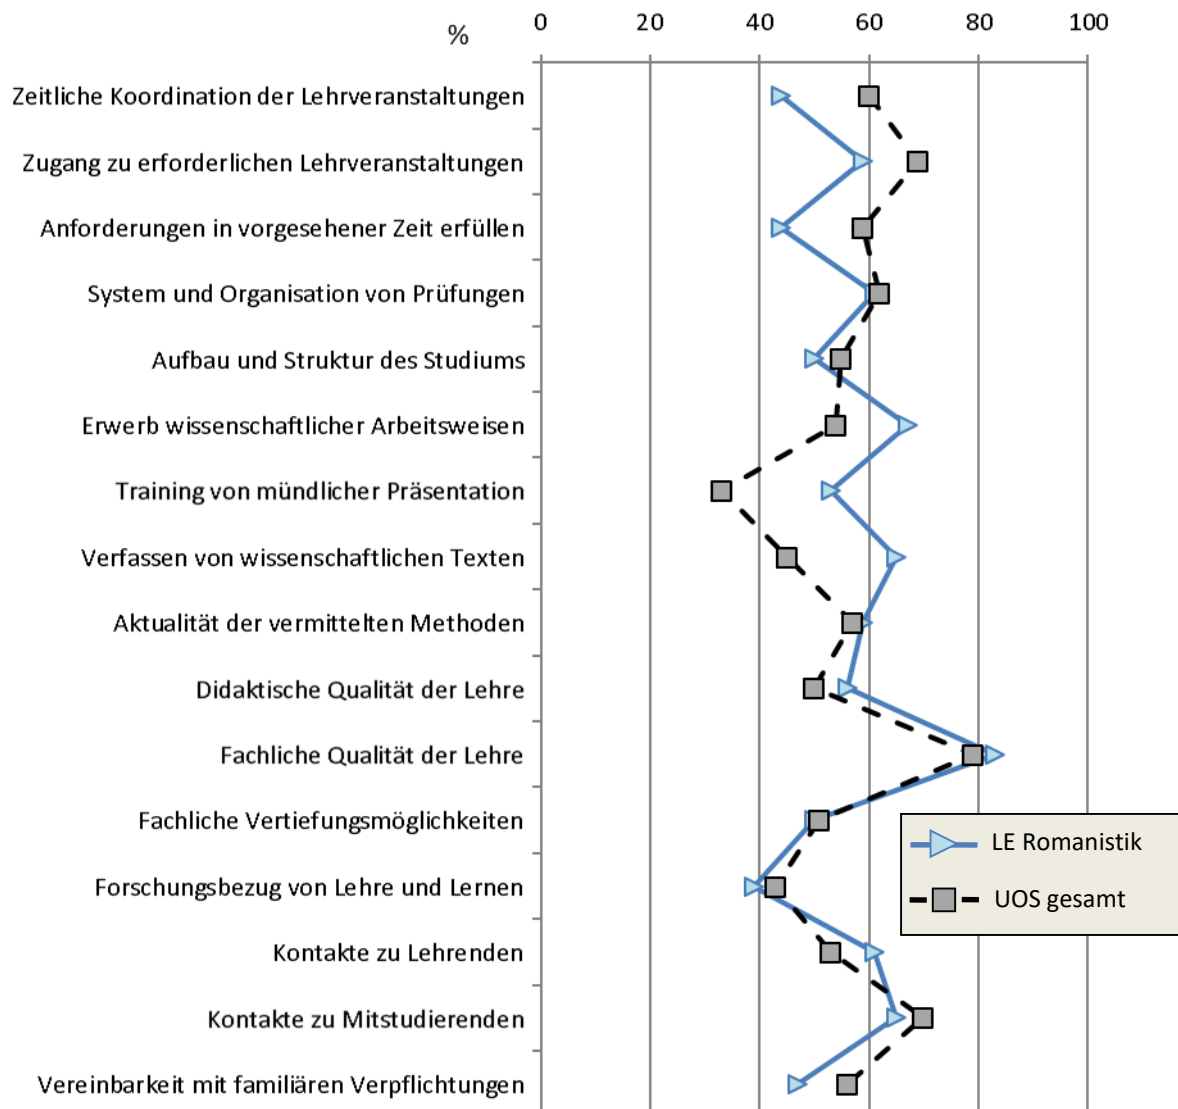 % 0 20 40 60 80 100
Zeitliche Koordination der Lehrveranstaltungen
Zugang zu erforderlichen Lehrveranstaltungen
Anforderungen in vorgesehener Zeit erfüllen
System und Organisation von Prüfungen
Aufbau und Struktur des Studiums
Erwerb wissenschaftlicher Arbeitsweisen
Training von mündlicher Präsentation
Verfassen von wissenschaftlichen Texten
Aktualität der vermittelten Methoden
Didaktische Qualität der Lehre
Fachliche Qualität der Lehre
Fachliche Vertiefungsmöglichkeiten
Forschungsbezug von Lehre und Lernen
Kontakte zu Lehrenden
Kontakte zu Mitstudierenden
Vereinbarkeit mit familiären Verpflichtungen
LE Romanistik
UOS gesamt